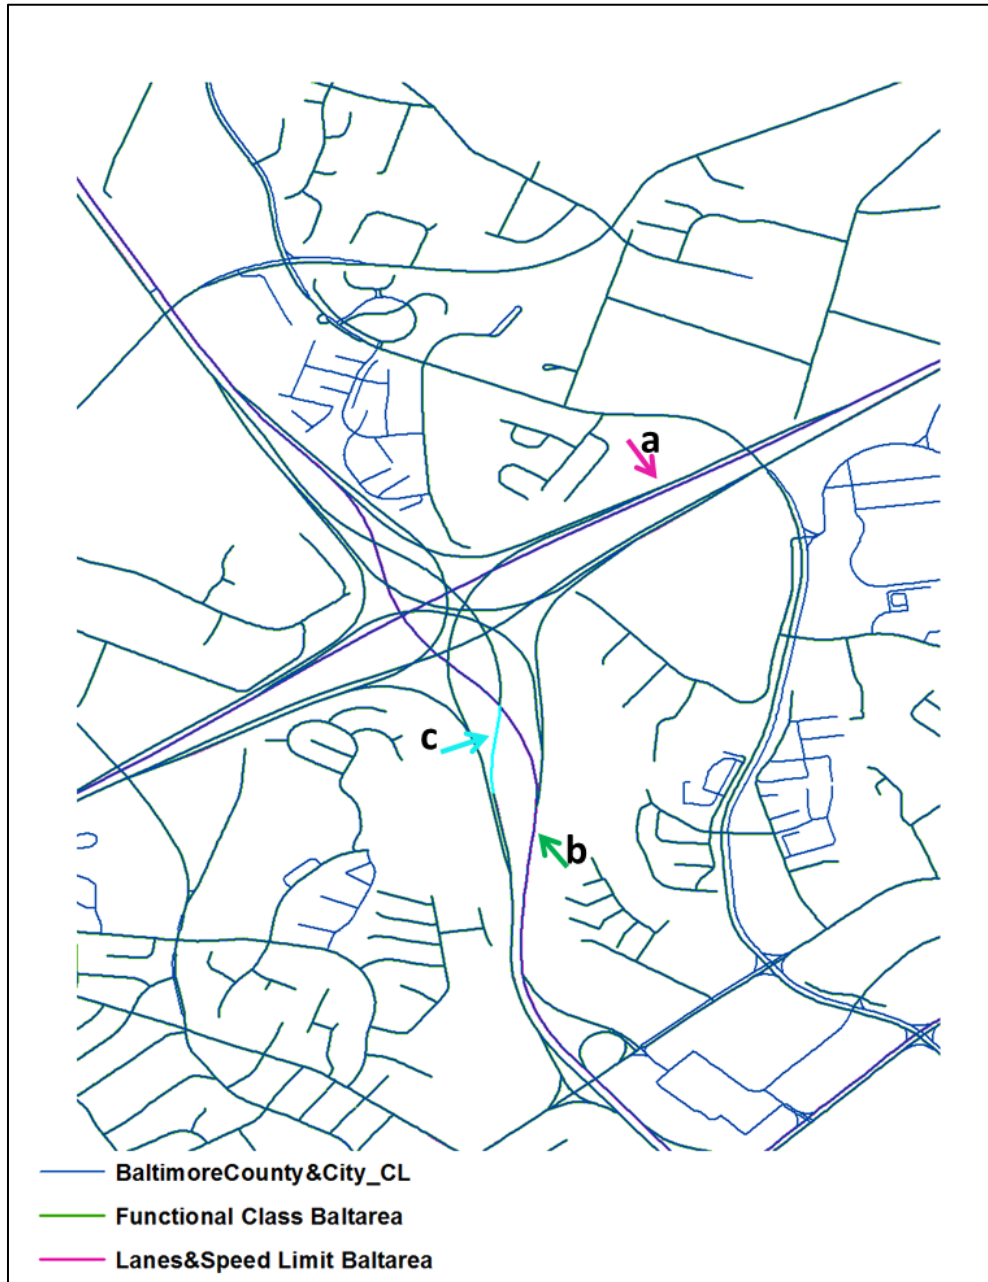 a
c
b
BaltimoreCounty&City_CL
Functional Class Baltarea
Lanes&Speed Limit Baltarea